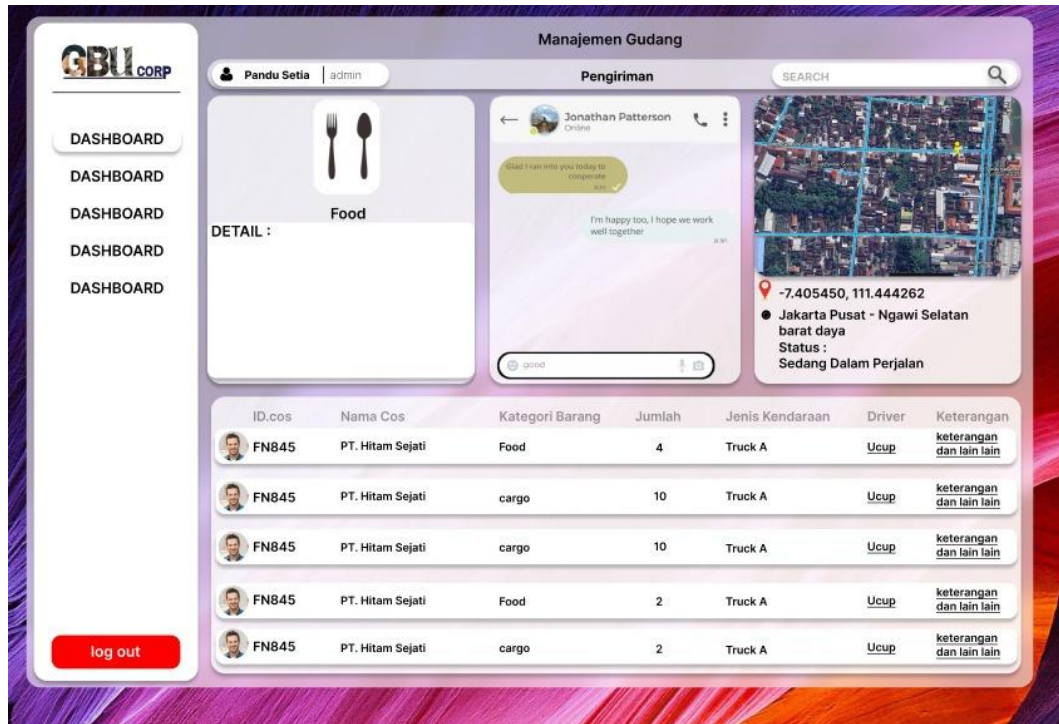 GBU CORP
Manajemen Gudang
Pandu Setia | admin
Pengiriman
SEARCH
DASHBOARD
DASHBOARD
DASHBOARD
DASHBOARD
DASHBOARD
log out
Food
DETAIL :
Jonathan Patterson
Online
Glad I ran into you today to
cooperate
I'm happy too, I hope we work
well together
good
-7.405450, 111.444262
Jakarta Pusat - Ngawi Selatan
barat daya
Status :
Sedang Dalam Perjalan
ID.cos Nama Cos Kategori Barang Jumlah Jenis Kendaraan Driver Keterangan
FN845 PT. Hitam Sejati Food 4 Truck A Ucup keterangan
dan lain lain
FN845 PT. Hitam Sejati cargo 10 Truck A Ucup keterangan
dan lain lain
FN845 PT. Hitam Sejati cargo 10 Truck A Ucup keterangan
dan lain lain
FN845 PT. Hitam Sejati Food 2 Truck A Ucup keterangan
dan lain lain
FN845 PT. Hitam Sejati cargo 2 Truck A Ucup keterangan
dan lain lain